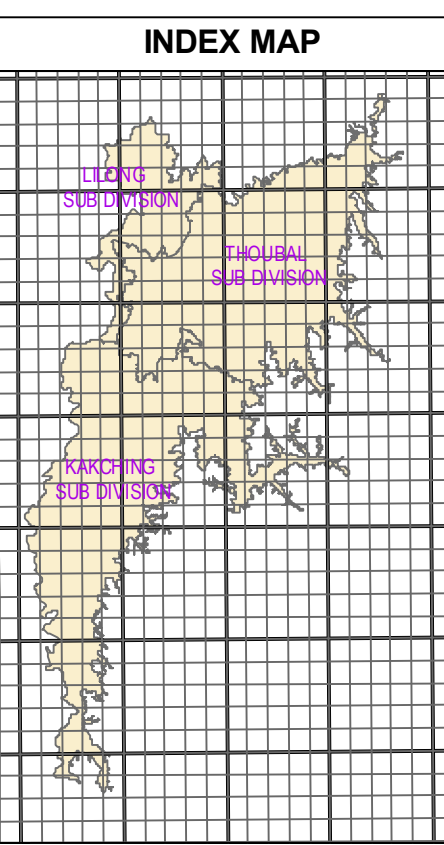 INDEX MAP
LILONG
SUB DIVISION
THOUBAL
SUB DIVISION
KAKCHING
SUB DIVISION